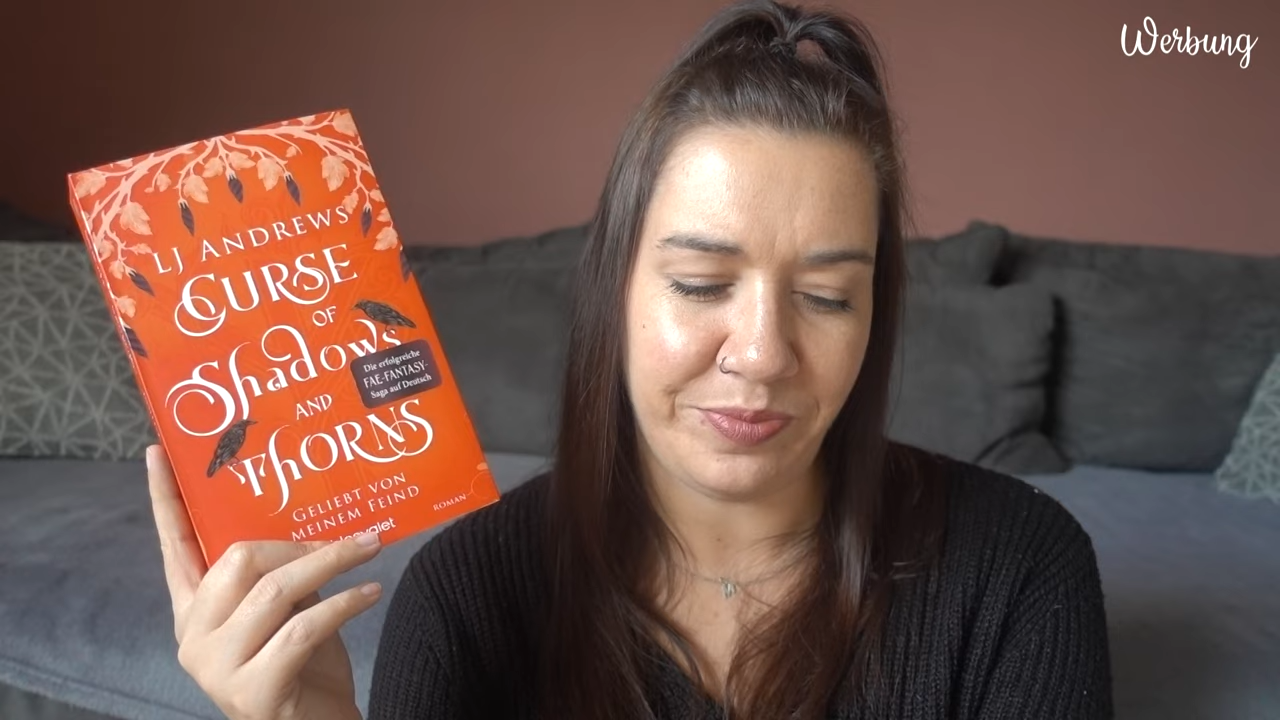 Werbung
LJ ANDREWS
CURSE
OF
Shadows
AND
THORNS
Die erfolgreiche
FAE-FANTASY-
Saga auf Deutsch
GELIEBT VON
MEINEM FEIND
ROMAN